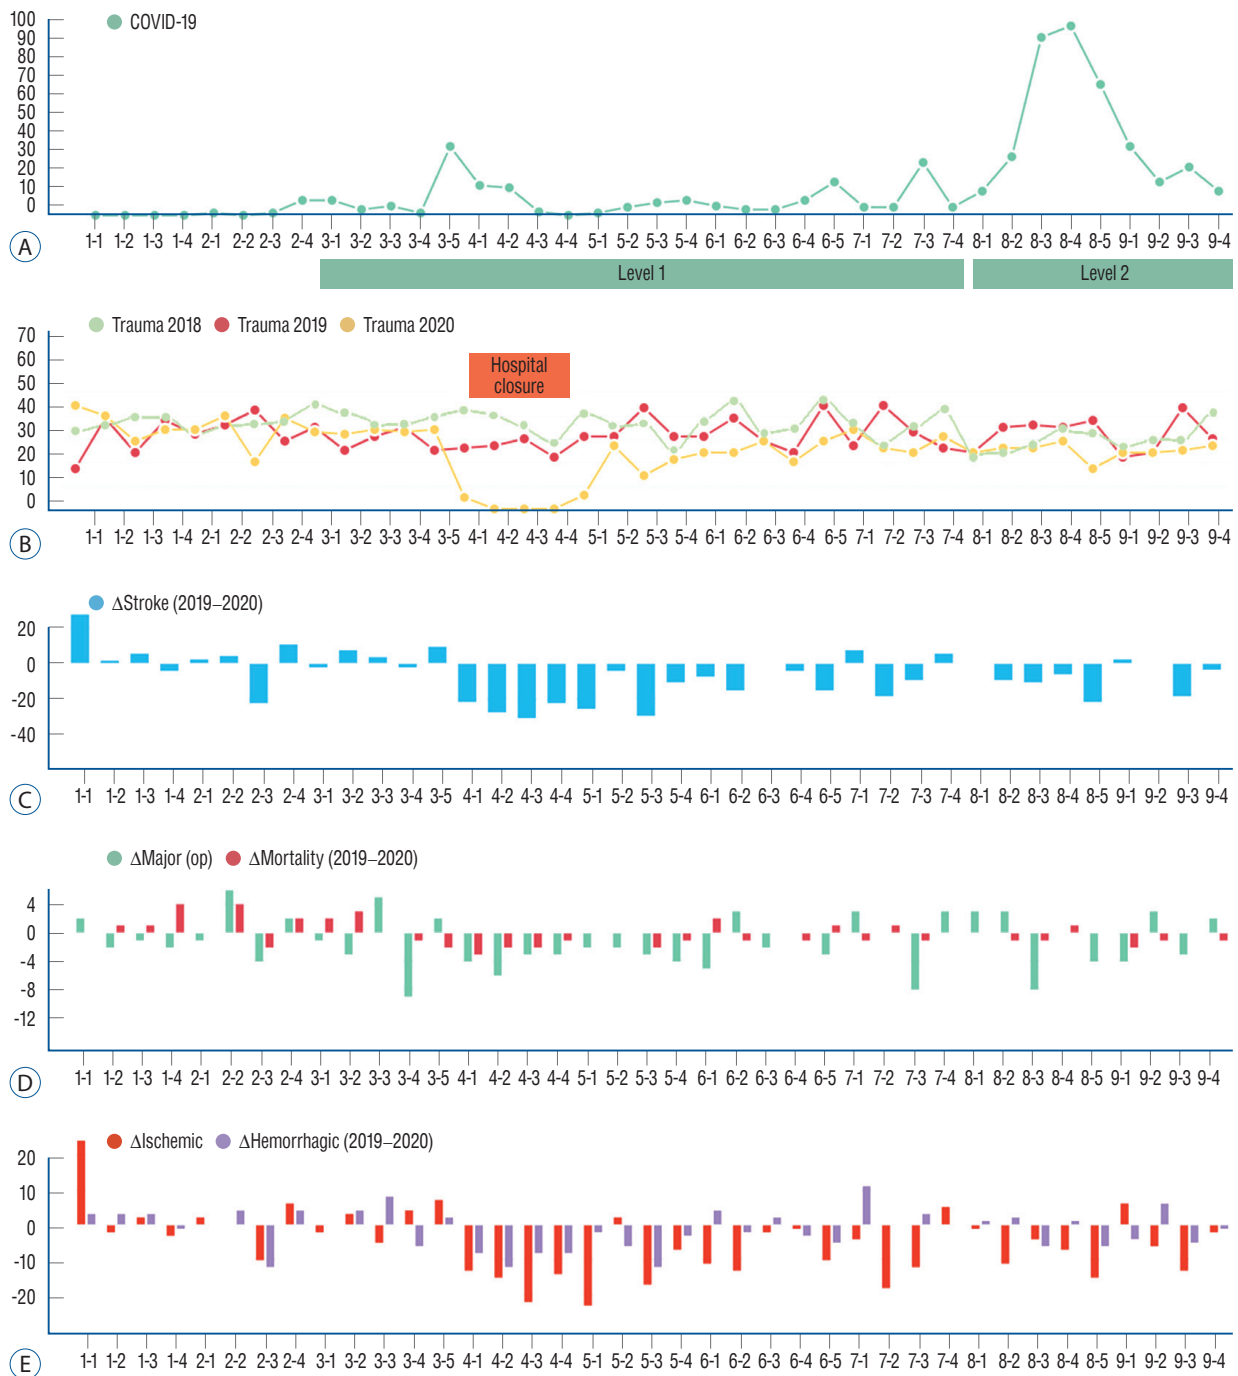 COVID-19
100
90
80
70
60
50
40
30
20
10
0
1-1 1-2 1-3 1-4 2-1 2-2 2-3 2-4 3-1 3-2 3-3 3-4 3-5 4-1 4-2 4-3 4-4 5-1 5-2 5-3 5-4 6-1 6-2 6-3 6-4 6-5 7-1 7-2 7-3 7-4 8-1 8-2 8-3 8-4 8-5 9-1 9-2 9-3 9-4
A
Level 1 Level 2
Trauma 2018 Trauma 2019 Trauma 2020
70
60
50
40
30
20
10
0
Hospital
closure
1-1 1-2 1-3 1-4 2-1 2-2 2-3 2-4 3-1 3-2 3-3 3-4 3-5 4-1 4-2 4-3 4-4 5-1 5-2 5-3 5-4 6-1 6-2 6-3 6-4 6-5 7-1 7-2 7-3 7-4 8-1 8-2 8-3 8-4 8-5 9-1 9-2 9-3 9-4
B
ΔStroke (2019–2020)
20
0
-20
-40
1-1 1-2 1-3 1-4 2-1 2-2 2-3 2-4 3-1 3-2 3-3 3-4 3-5 4-1 4-2 4-3 4-4 5-1 5-2 5-3 5-4 6-1 6-2 6-3 6-4 6-5 7-1 7-2 7-3 7-4 8-1 8-2 8-3 8-4 8-5 9-1 9-2 9-3 9-4
C
ΔMajor (op) ΔMortality (2019–2020)
4
0
-4
-8
-12
1-1 1-2 1-3 1-4 2-1 2-2 2-3 2-4 3-1 3-2 3-3 3-4 3-5 4-1 4-2 4-3 4-4 5-1 5-2 5-3 5-4 6-1 6-2 6-3 6-4 6-5 7-1 7-2 7-3 7-4 8-1 8-2 8-3 8-4 8-5 9-1 9-2 9-3 9-4
D
ΔIschemic ΔHemorrhagic (2019–2020)
20
10
0
-10
-20
1-1 1-2 1-3 1-4 2-1 2-2 2-3 2-4 3-1 3-2 3-3 3-4 3-5 4-1 4-2 4-3 4-4 5-1 5-2 5-3 5-4 6-1 6-2 6-3 6-4 6-5 7-1 7-2 7-3 7-4 8-1 8-2 8-3 8-4 8-5 9-1 9-2 9-3 9-4
E